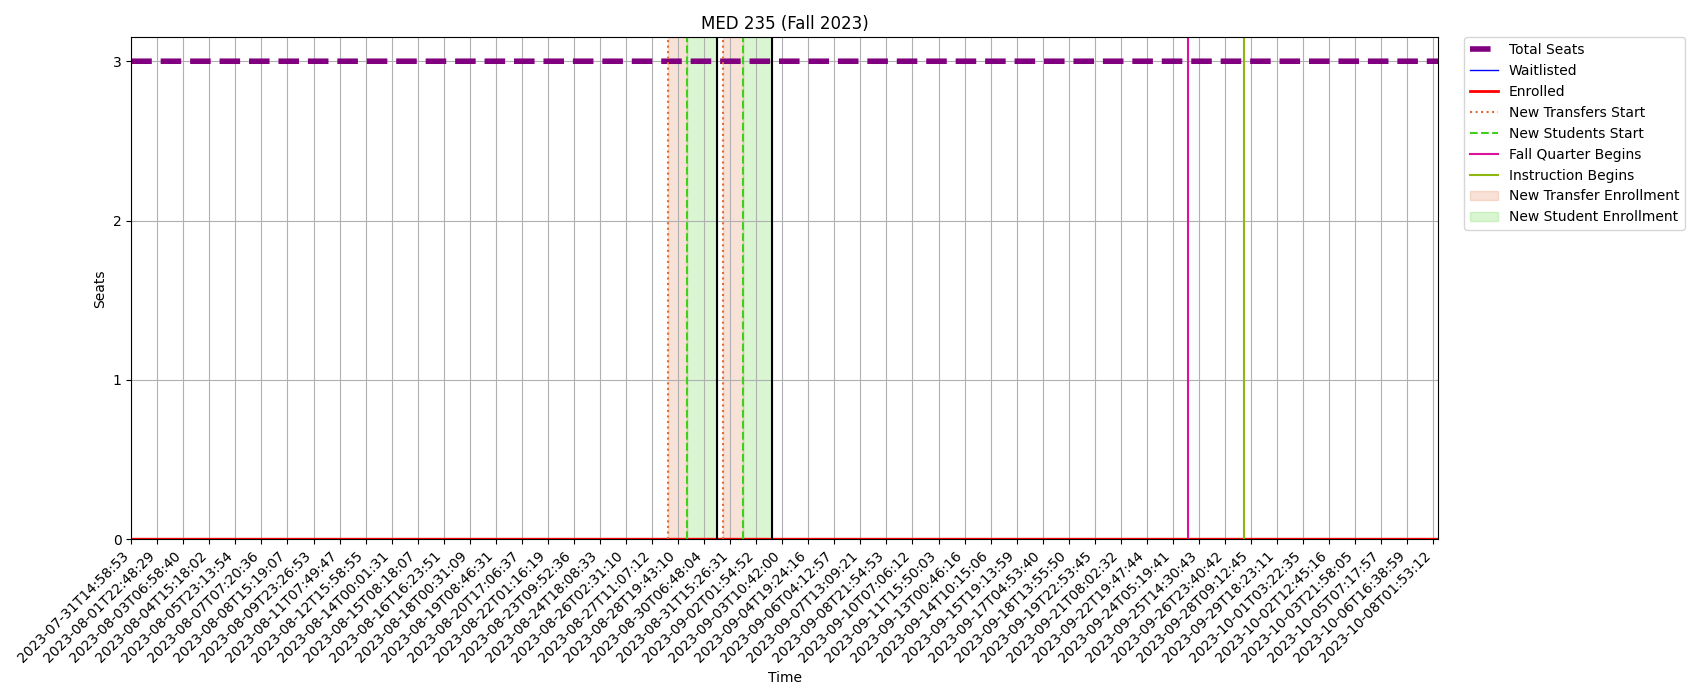 MED 235 (Fall 2023)
Total Seats
Waitlisted
Enrolled
New Transfers Start
New Students Start
Fall Quarter Begins
Instruction Begins
New Transfer Enrollment
New Student Enrollment
Seats
3
2
1
0
2023-07-31T14:58:53
2023-08-01T22:48:29
2023-08-03T06:58:40
2023-08-04T15:18:02
2023-08-05T23:13:54
2023-08-07T07:20:36
2023-08-08T15:19:07
2023-08-09T23:26:53
2023-08-11T07:49:47
2023-08-12T15:58:55
2023-08-14T00:01:31
2023-08-15T08:18:07
2023-08-16T16:23:51
2023-08-18T00:31:09
2023-08-19T08:46:31
2023-08-20T17:06:37
2023-08-22T01:16:19
2023-08-23T09:52:36
2023-08-24T18:08:33
2023-08-26T02:31:10
2023-08-27T11:07:12
2023-08-28T19:43:10
2023-08-30T06:48:04
2023-08-31T15:26:31
2023-09-02T01:54:52
2023-09-04T10:42:00
2023-09-04T19:24:16
2023-09-06T04:12:57
2023-09-07T13:09:21
2023-09-08T21:54:53
2023-09-10T07:06:12
2023-09-11T15:50:03
2023-09-13T00:46:16
2023-09-14T10:15:06
2023-09-15T19:13:59
2023-09-17T04:53:40
2023-09-18T13:55:50
2023-09-19T22:53:45
2023-09-21T08:02:32
2023-09-22T19:47:44
2023-09-24T05:19:41
2023-09-25T14:30:43
2023-09-26T23:40:42
2023-09-28T09:12:45
2023-09-29T18:23:11
2023-10-01T03:22:35
2023-10-02T12:45:16
2023-10-03T21:58:05
2023-10-05T07:17:57
2023-10-06T16:38:59
2023-10-08T01:53:12
Time